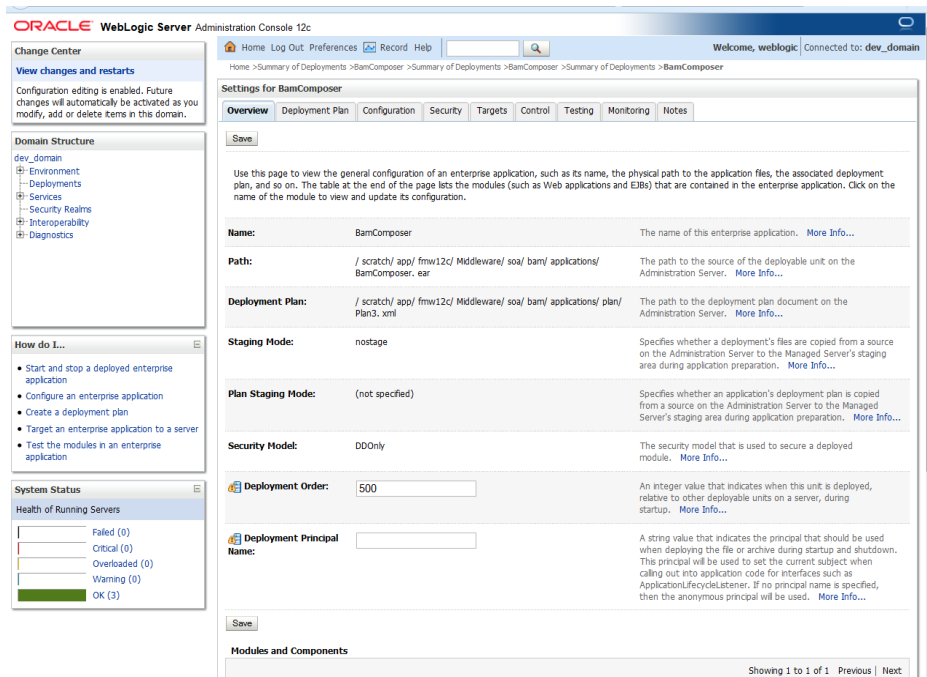 ORACLE WebLogic Server Administration Console 12c
Change Center
View changes and restarts
Configuration editing is enabled. Future
changes will automatically be activated as you
modify, add or delete items in this domain.
Domain Structure
dev_domain
Environment
Deployments
Services
Security Realms
Interoperability
Diagnostics
How do I...
Start and stop a deployed enterprise
application
Configure an enterprise application
Create a deployment plan
Target an enterprise application to a server
Test the modules in an enterprise
application
System Status
Health of Running Servers
Failed (0)
Critical (0)
Overloaded (0)
Warning (0)
OK (3)
Home Log Out Preferences Record Help
Welcome, weblogic Connected to: dev_domain
Home >Summary of Deployments >BamComposer >Summary of Deployments >BamComposer >Summary of Deployments >BamComposer
Settings for BamComposer
Overview Deployment Plan Configuration Security Targets Control Testing Monitoring Notes
Save
Use this page to view the general configuration of an enterprise application, such as its name, the physical path to the application files, the associated deployment
plan, and so on. The table at the end of the page lists the modules (such as Web applications and EJBs) that are contained in the enterprise application. Click on the
name of the module to view and update its configuration.
Name: BamComposer The name of this enterprise application. More Info...
Path: / scratch/ app/ fmw12c/ Middleware/ soa/ bam/ applications/ The path to the source of the deployable unit on the
BamComposer. ear Administration Server. More Info...
Deployment Plan: / scratch/ app/ fmw12c/ Middleware/ soa/ bam/ applications/ plan/ The path to the deployment plan document on the
Plan3. xml Administration Server. More Info...
Staging Mode: nostage Specifies whether a deployment's files are copied from a source
on the Administration Server to the Managed Server's staging
area during application preparation. More Info...
Plan Staging Mode: (not specified) Specifies whether an application's deployment plan is copied
from a source on the Administration Server to the Managed
Server's staging area during application preparation. More Info...
Security Model: DDOnly The security model that is used to secure a deployed
module. More Info...
Deployment Order: 500 An integer value that indicates when this unit is deployed,
relative to other deployable units on a server, during
startup. More Info...
Deployment Principal A string value that indicates the principal that should be used
Name: when deploying the file or archive during startup and shutdown.
This principal will be used to set the current subject when
calling out into application code for interfaces such as
ApplicationLifecycleListener. If no principal name is specified,
then the anonymous principal will be used. More Info...
Save
Modules and Components
Showing 1 to 1 of 1 Previous | Next